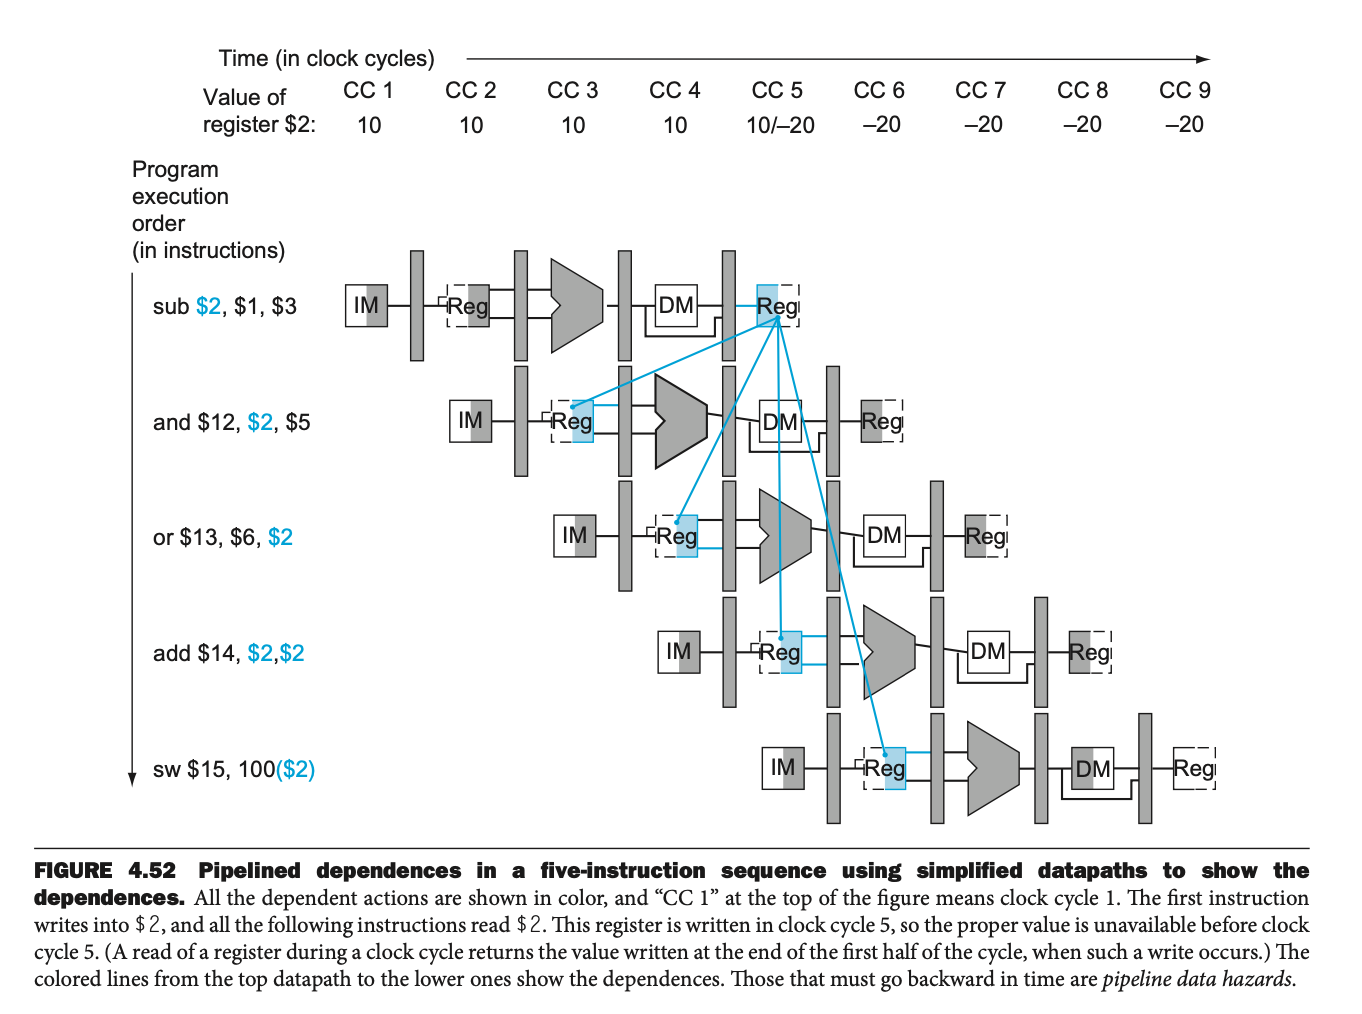 Time (in clock cycles)
Value of register $2:
CC 1 CC 2 CC 3 CC 4 CC 5 CC 6 CC 7 CC 8 CC 9
10 10 10 10 10/–20 –20 –20 –20 –20
Program
execution
order
(in instructions)
sub $2, $1, $3
IM Reg DM Reg
and $12, $2, $5
IM Reg DM Reg
or $13, $6, $2
IM Reg DM Reg
add $14, $2,$2
IM Reg DM Reg
sw $15, 100($2)
IM Reg DM Reg
FIGURE 4.52 Pipelined dependences in a five-instruction sequence using simplified datapaths to show the
dependences. All the dependent actions are shown in color, and “CC 1” at the top of the figure means clock cycle 1. The first instruction
writes into $2, and all the following instructions read $2. This register is written in clock cycle 5, so the proper value is unavailable before clock
cycle 5. (A read of a register during a clock cycle returns the value written at the end of the first half of the cycle, when such a write occurs.) The
colored lines from the top datapath to the lower ones show the dependences. Those that must go backward in time are pipeline data hazards.